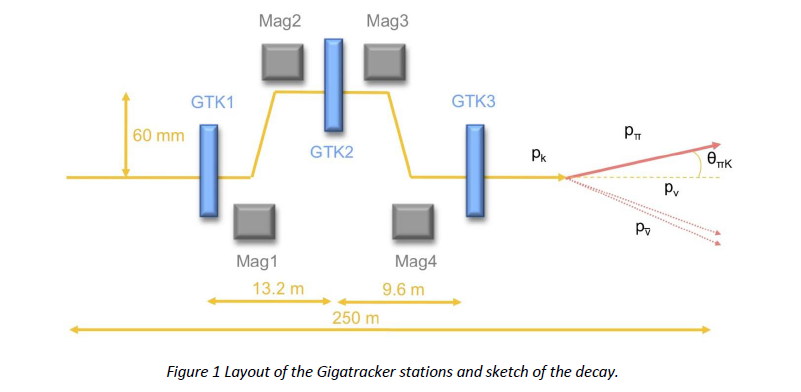 Mag2 Mag3
GTK1 GTK3
60 mm
GTK2
pπ
θπK
pk
pν
pν̅
Mag1 Mag4
13.2 m 9.6 m
250 m
Figure 1 Layout of the Gigatracker stations and sketch of the decay.